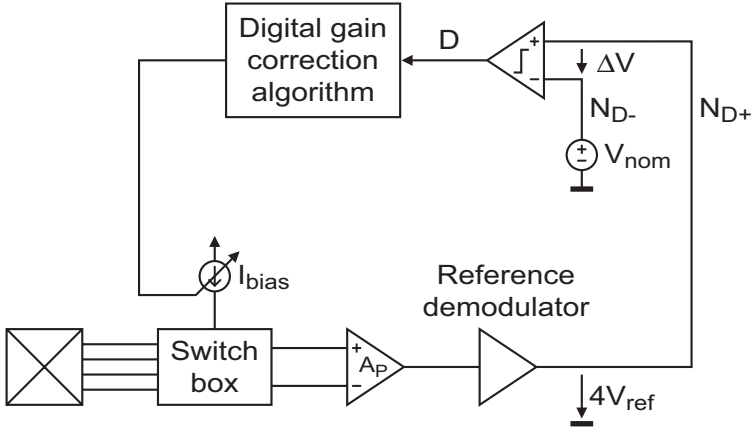 Digital gain
correction
algorithm
D
+
−
ΔV
N_D-
N_D+
+
−
V_nom
I_bias
Reference
demodulator
Switch
box
+
A_P
−
4V_ref